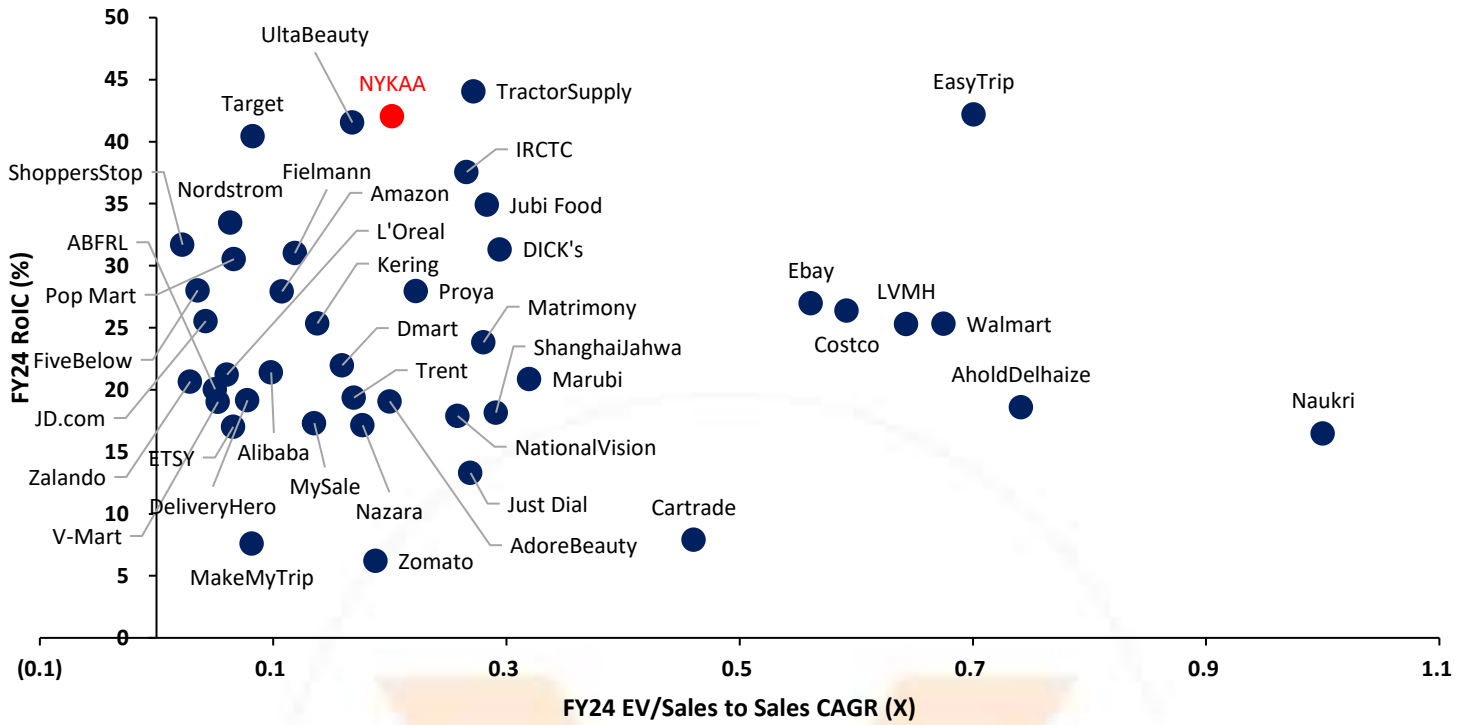 50
UltaBeauty
45
NYKAA
TractorSupply
EasyTrip
Target
40
IRCTC
ShoppersStop
Fielmann
35
Nordstrom
Amazon
Jubi Food
ABFRL
L'Oreal
DICK's
30
Kering
Ebay
Pop Mart
Proya
LVMH
Matrimony
25
Walmart
Costco
FiveBelow
Dmart
ShanghaiJahwa
Trent
Marubi
AholdDelhaize
20
JD.com
Naukri
15
ETSY
Alibaba
NationalVision
Zalando
MySale
DeliveryHero
Just Dial
Cartrade
10
Nazara
V-Mart
AdoreBeauty
MakeMyTrip
Zomato
5
0
FY24 RoIC (%)
(0.1)
0.1
0.3
0.5
0.7
0.9
1.1
FY24 EV/Sales to Sales CAGR (X)